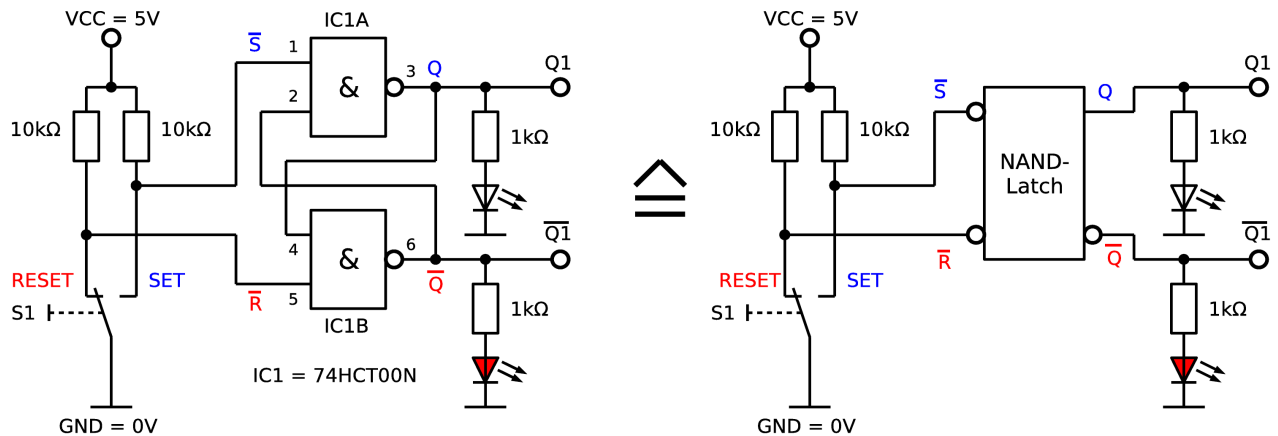 VCC = 5V
IC1A
S̅
1
2
&
3
Q
Q1
10kΩ
10kΩ
1kΩ
4
5
&
6
Q̅
Q̅1̅
RESET
SET
R̅
S1
IC1B
1kΩ
IC1 = 74HCT00N
GND = 0V
≙
VCC = 5V
S̅
Q
Q1
10kΩ
10kΩ
1kΩ
NAND-
Latch
R̅
Q̅
Q̅1̅
RESET
SET
S1
1kΩ
GND = 0V